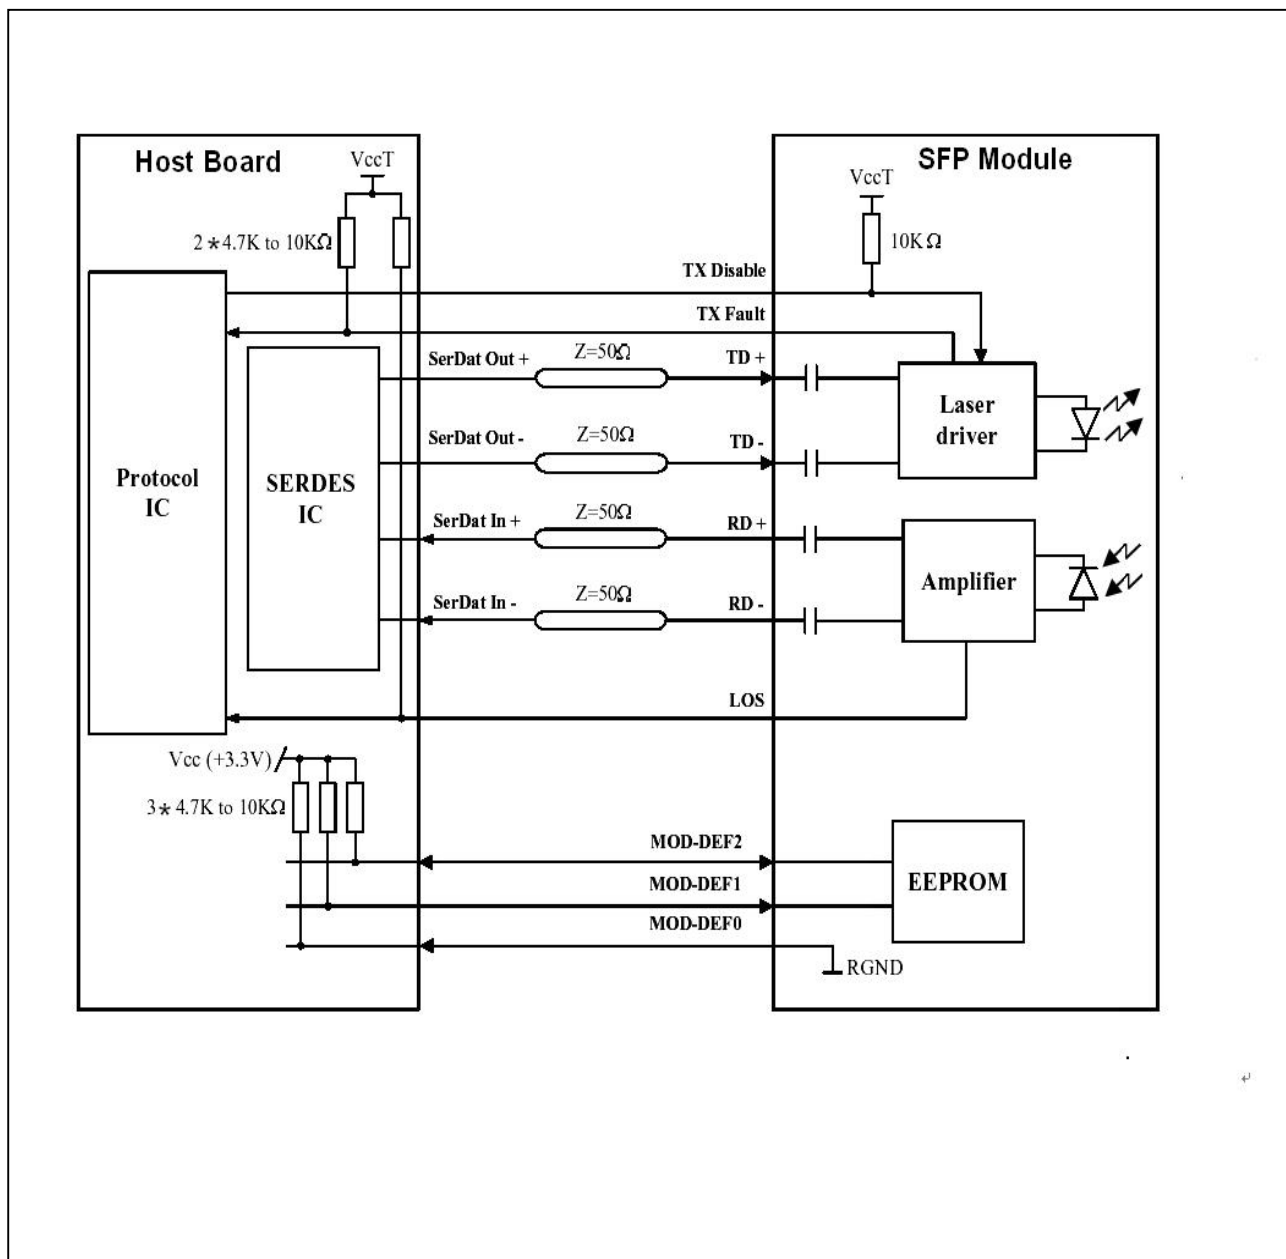 Host Board
SFP Module
VccT
VccT
2*4.7K to 10KΩ
10KΩ
TX Disable
TX Fault
SerDat Out +
Z=50Ω
TD +
Laser
driver
SerDat Out -
Z=50Ω
TD -
Protocol
IC
SERDES
IC
SerDat In +
Z=50Ω
RD +
Amplifier
SerDat In -
Z=50Ω
RD -
LOS
Vcc (+3.3V)
3*4.7K to 10KΩ
MOD-DEF2
EEPROM
MOD-DEF1
MOD-DEF0
RGND